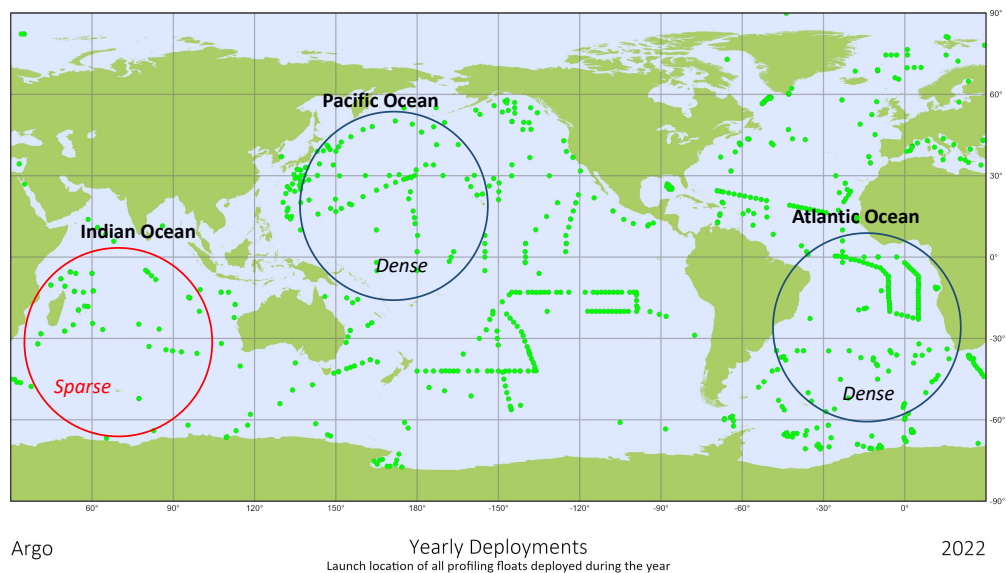 90°
Pacific Ocean
60°
30°
Atlantic Ocean
Indian Ocean
Dense
0°
-30°
Sparse
Dense
-60°
-90°
60° 90° 120° 150° 180° -150° -120° -90° -60° -30° 0°
Argo Yearly Deployments 2022
Launch location of all profiling floats deployed during the year